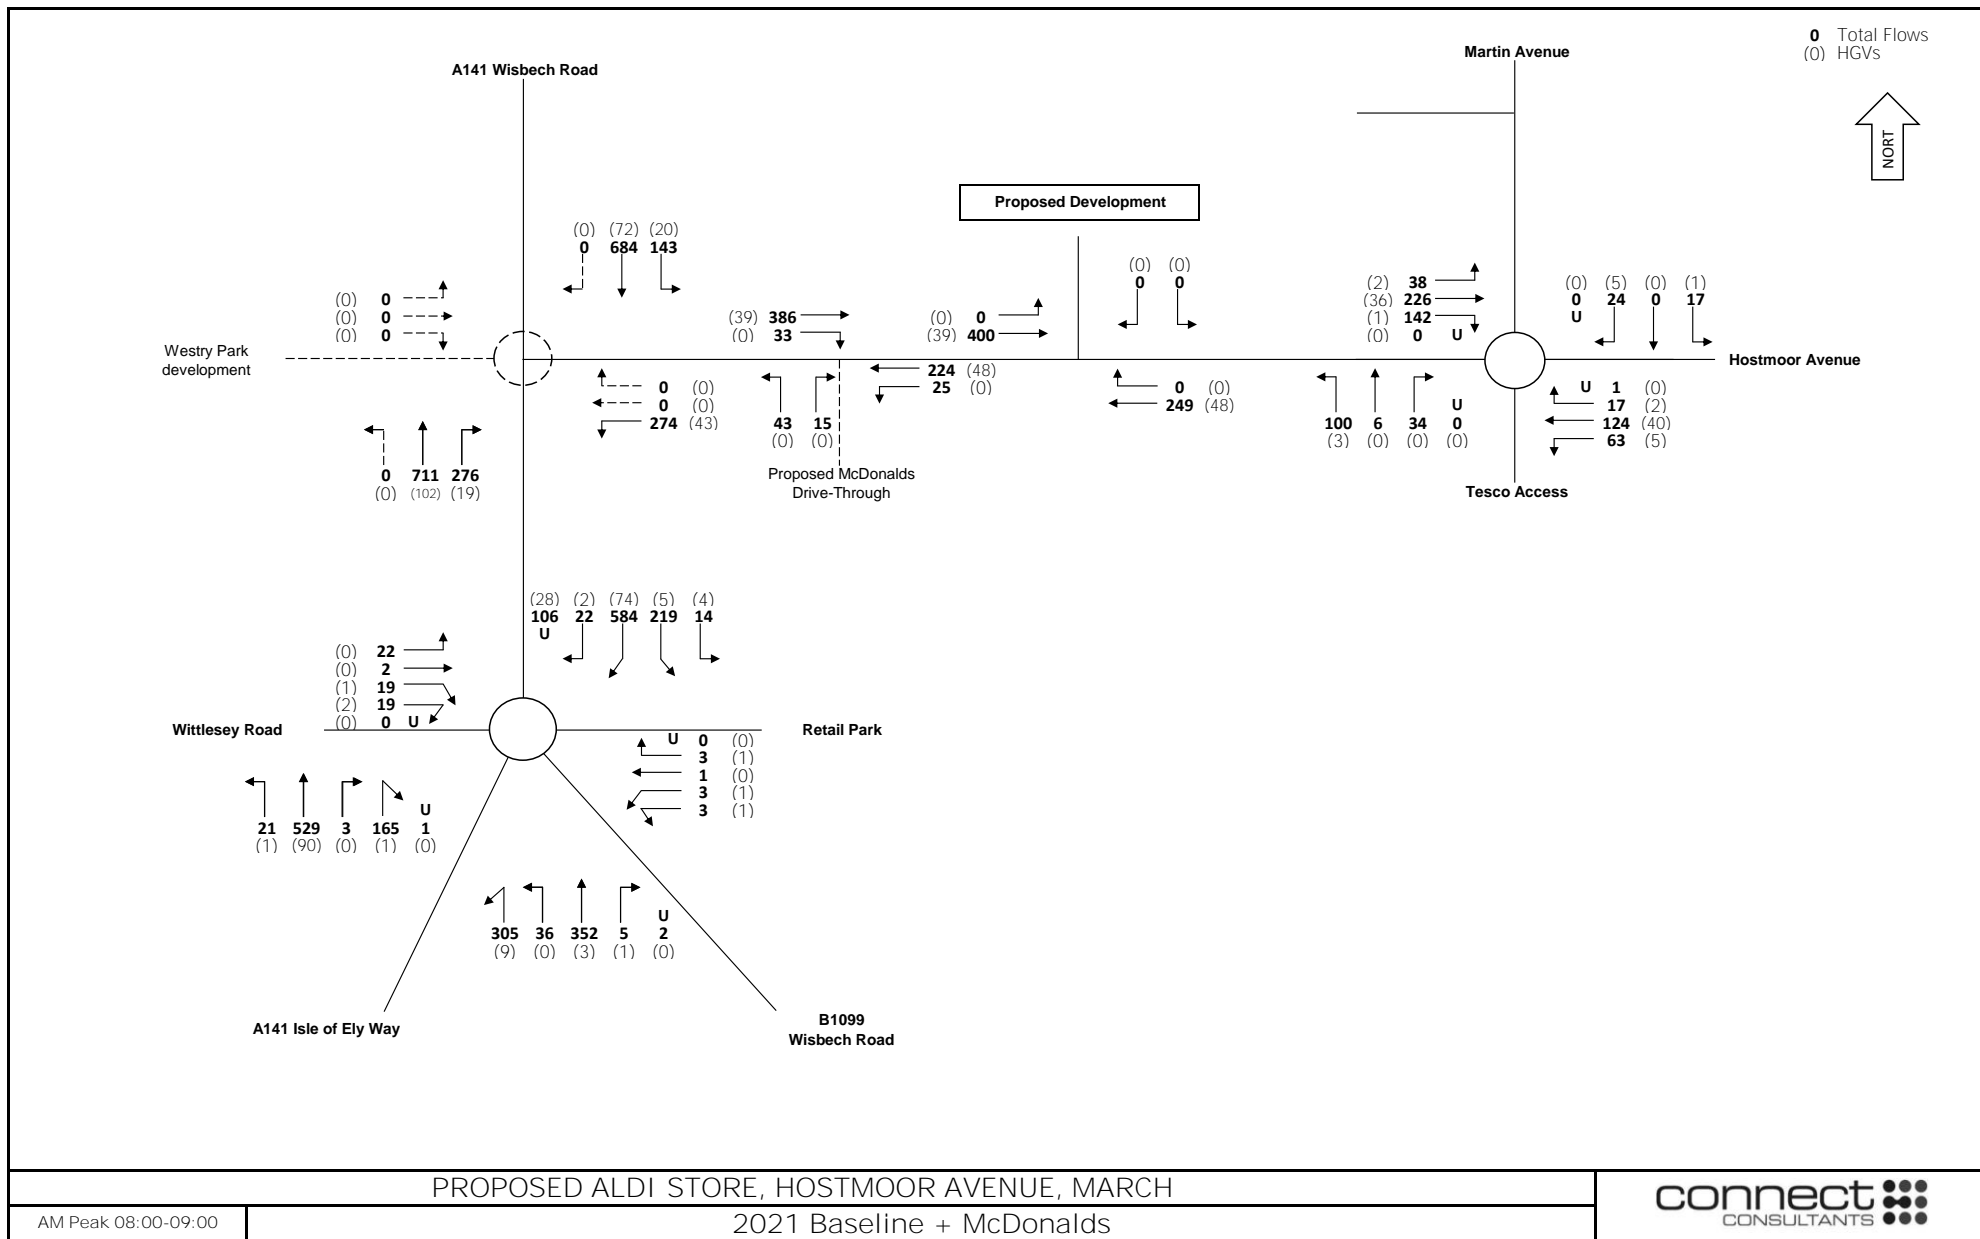 0 Total Flows
(0) HGVs
NORT
A141 Wisbech Road
Martin Avenue
Proposed Development
(0) (72) (20)
0 684 143
(0) 0
(0) 0
(0) 0
Westry Park
development
(39) 386
(0) 33
(0) 0
(39) 400
(0) (0)
0 0
(2) 38
(36) 226
(1) 142
(0) 0 U
(0) (5) (0) (1)
0 24 0 17
U
Hostmoor Avenue
0 (0)
0 (0)
274 (43)
43 15
(0) (0)
224 (48)
25 (0)
0 (0)
249 (48)
U
100 6 34 0
(3) (0) (0) (0)
U 1 (0)
17 (2)
124 (40)
63 (5)
0 711 276
(0) (102) (19)
Proposed McDonalds
Drive-Through
Tesco Access
(28) (2) (74) (5) (4)
106 22 584 219 14
U
(0) 22
(0) 2
(1) 19
(2) 19
(0) 0 U
Wittlesey Road
Retail Park
U 0 (0)
3 (1)
1 (0)
3 (1)
3 (1)
U
21 529 3 165 1
(1) (90) (0) (1) (0)
U
305 36 352 5 2
(9) (0) (3) (1) (0)
A141 Isle of Ely Way
B1099
Wisbech Road
PROPOSED ALDI STORE, HOSTMOOR AVENUE, MARCH
AM Peak 08:00-09:00
2021 Baseline + McDonalds
connect
CONSULTANTS